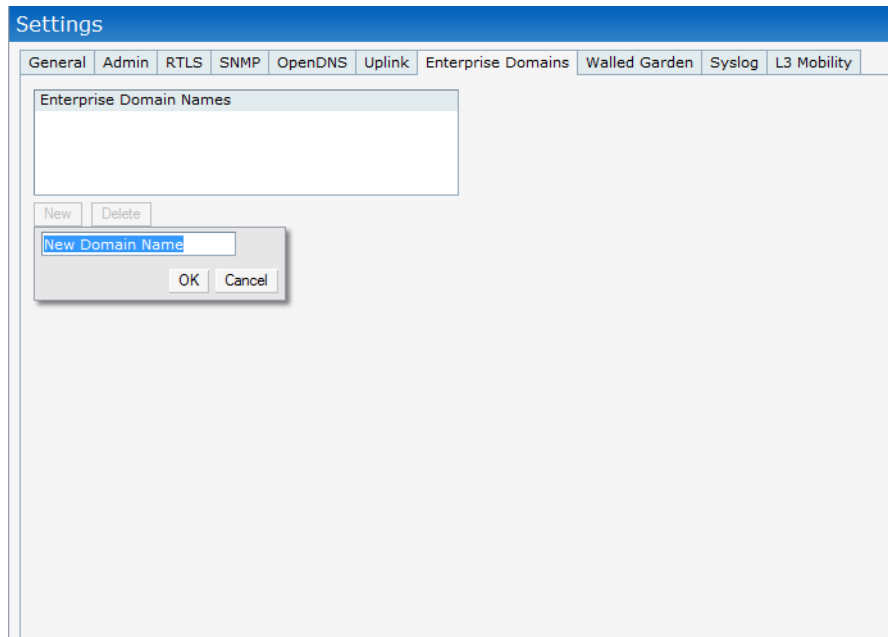 Settings
General Admin RTLS SNMP OpenDNS Uplink Enterprise Domains Walled Garden Syslog L3 Mobility
Enterprise Domain Names
New Delete
New Domain Name
OK Cancel